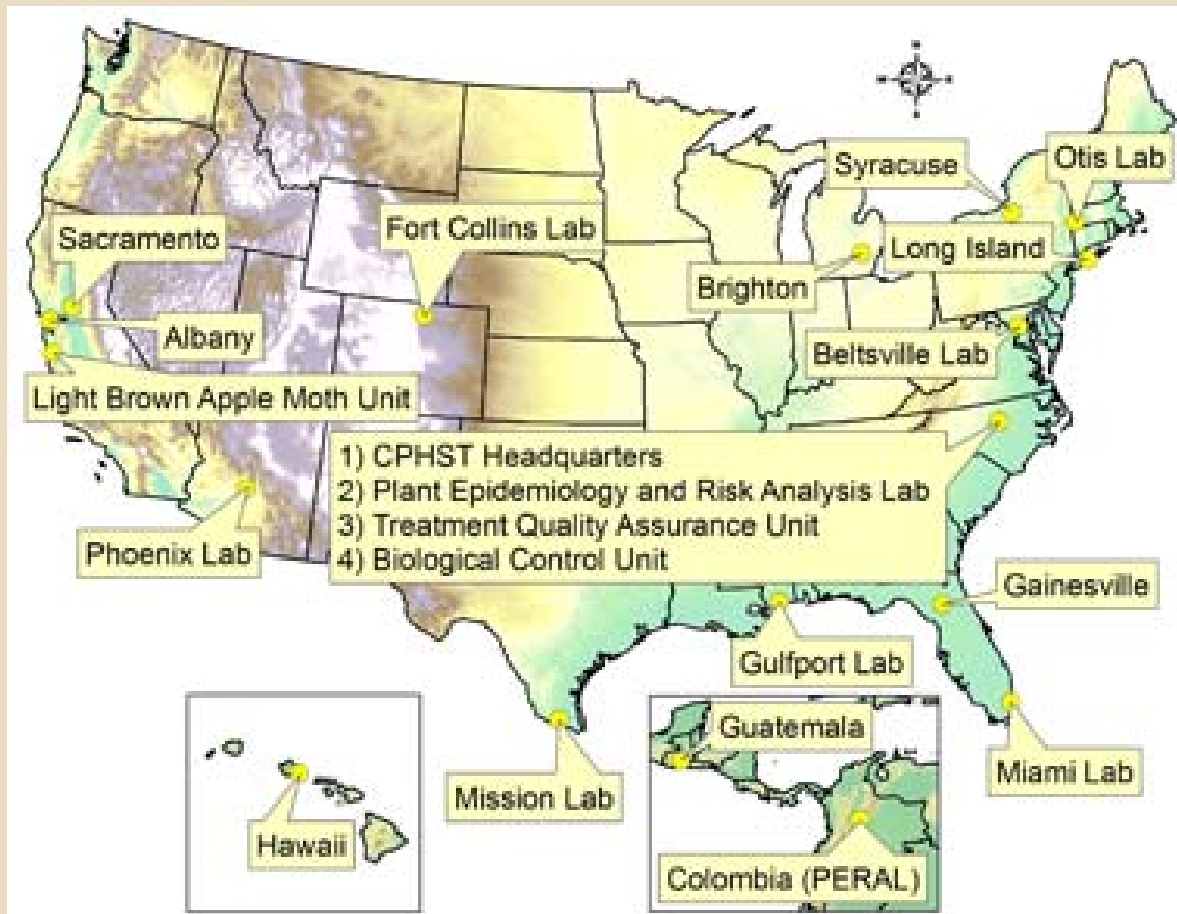 Syracuse
Otis Lab
Sacramento
Fort Collins Lab
Long Island
Brighton
Albany
Beltsville Lab
Light Brown Apple Moth Unit
1) CPHST Headquarters
2) Plant Epidemiology and Risk Analysis Lab
3) Treatment Quality Assurance Unit
4) Biological Control Unit
Phoenix Lab
Gainesville
Gulfport Lab
Guatemala
Miami Lab
Mission Lab
Hawaii
Colombia (PERAL)